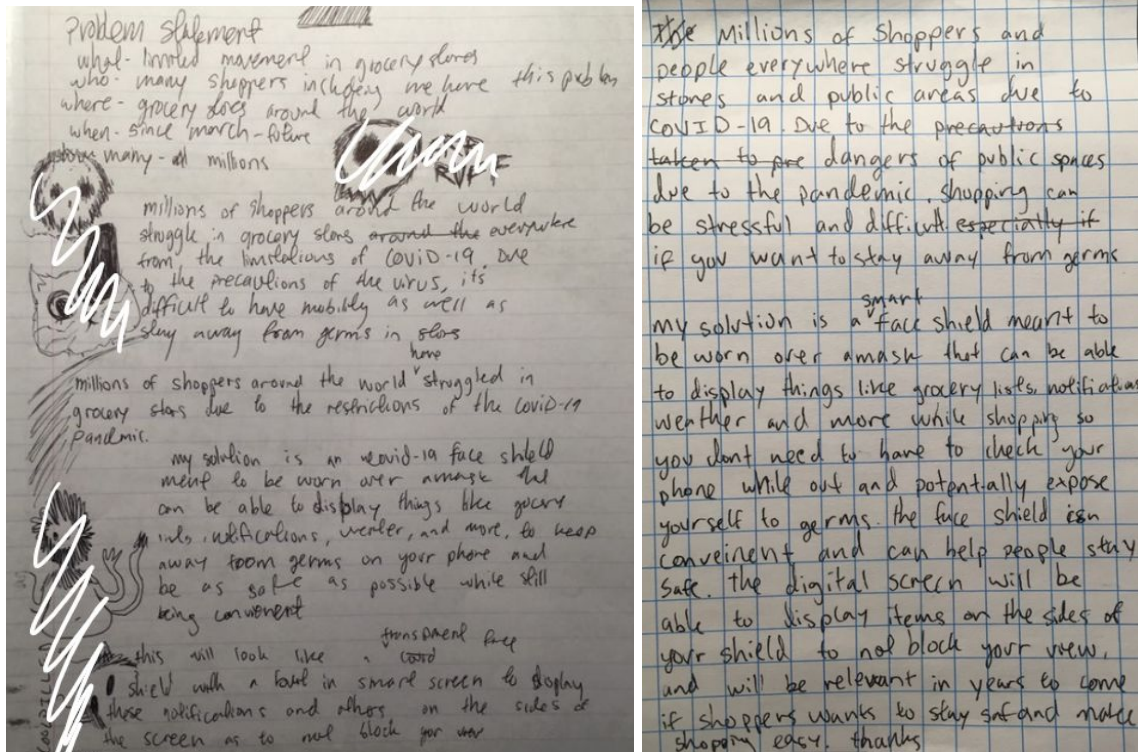 Problem statement
what - limited movement in grocery stores
who - many shoppers including me have this problem
where - grocery stores around the world
when - since march - future
many - millions
millions of shoppers around the world
struggle in grocery stores around the everywhere
from the limitations of COVID-19. Due
to the precautions of the virus, its
difficult to have mobility as well as
stay away from germs in stors
have
millions of shoppers around the world struggled in
grocery stors due to the restrictions of the COVID-19
Pandemic.
my solution is an covid-19 face shield
ment to be worn over a mask that
can be able to display things like grocery
notifications, and more, to keep
away from germs on your phone and
be as safe as possible while still
being convienent
transparent face
this will look like a
shield with a built in smart screen to display
these notifications and others on the sides of
the screen as to not block your view
The Millions of Shoppers and
people everywhere struggle in
stores and public areas due to
COVID-19. Due to the precautions
taken to pre dangers of public spaces
due to the pandemic, shopping can
be stressful and difficult especially if
if you want to stay away from germs
smart
my solution is a face shield meant to
be worn over a mask that can be able
to display things like grocery lists, notification
weather and more while shopping so
you dont need to have to check your
phone while out and potentially expose
yourself to germs. the face shield is
conveinent and can help people stay
safe. the digital screen will be
able to display items on the sides of
your shield to not block your view.
and will be relevant in years to come
if shoppers wants to stay saf and make
shopping easy. thanks